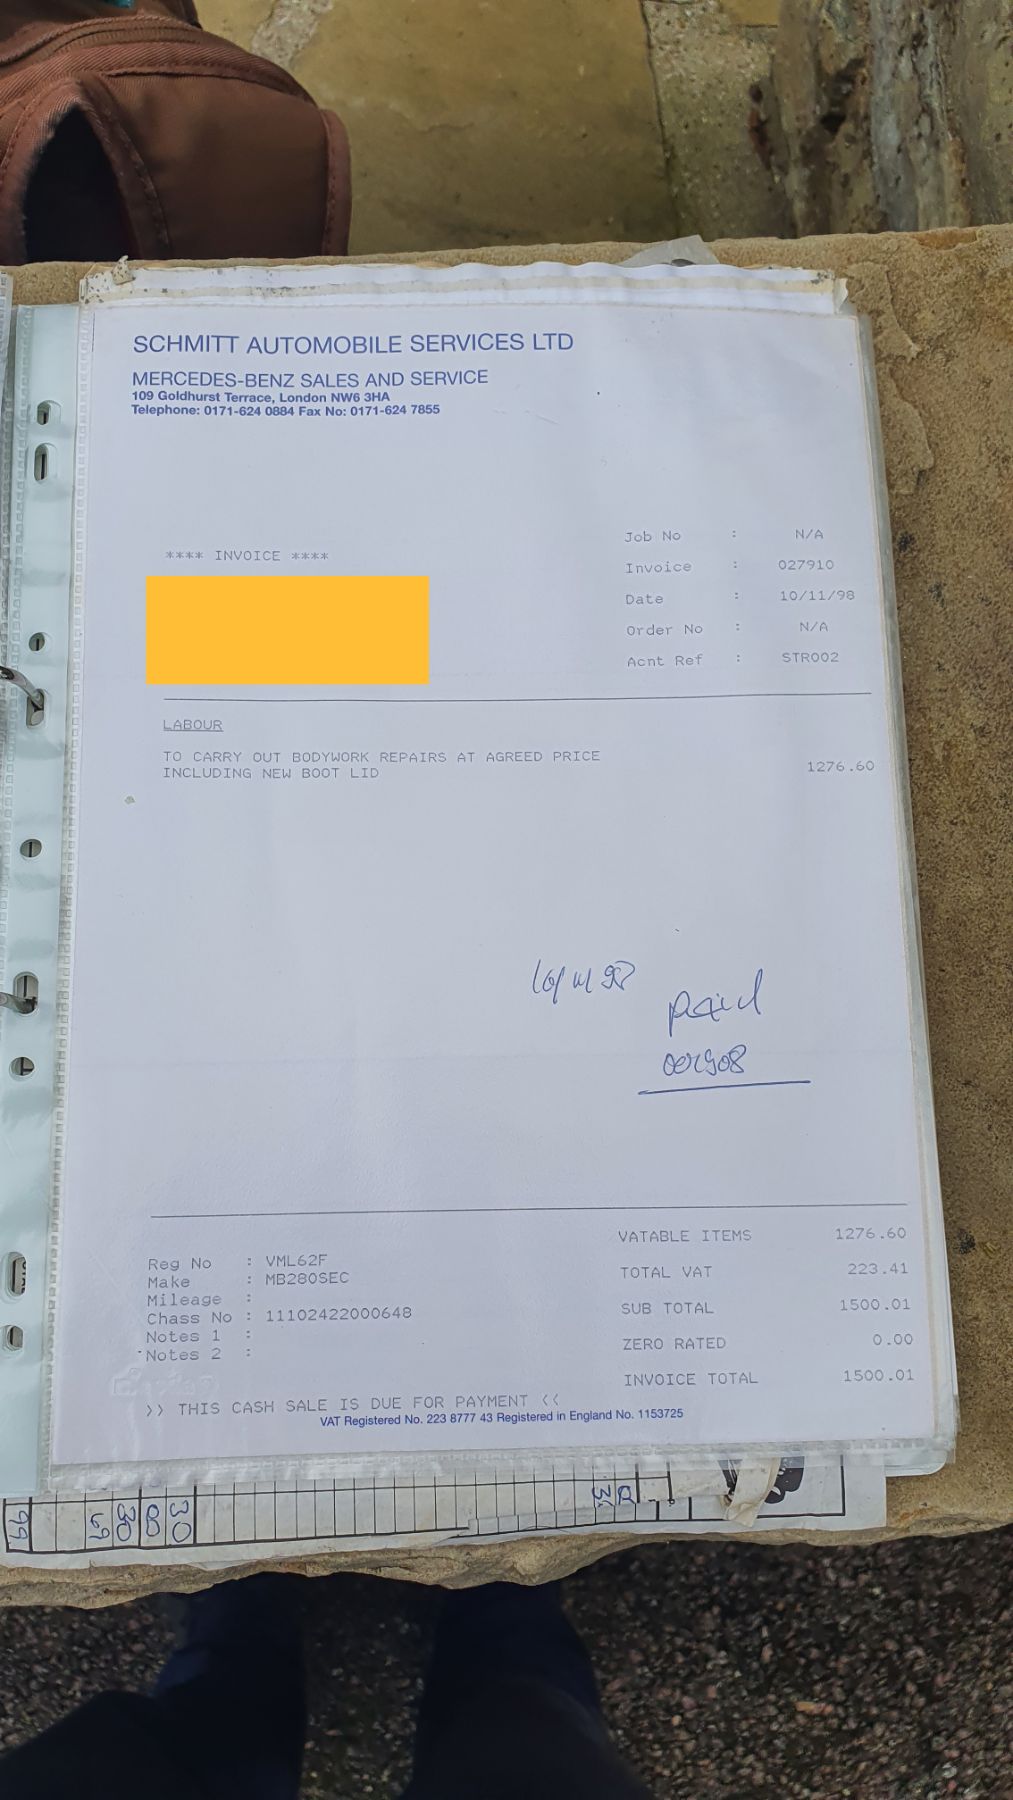 SCHMITT AUTOMOBILE SERVICES LTD
MERCEDES-BENZ SALES AND SERVICE
109 Goldhurst Terrace, London NW6 3HA
Telephone: 0171-624 0884 Fax No: 0171-624 7855
**** INVOICE ****
Job No : N/A
Invoice : 027910
Date : 10/11/98
Order No : N/A
Acnt Ref : STR002
LABOUR
TO CARRY OUT BODYWORK REPAIRS AT AGREED PRICE
INCLUDING NEW BOOT LID
1276.60
paid
Reg No : VML62F
Make : MB280SEC
Mileage :
Chass No : 11102422000648
Notes 1 :
Notes 2 :
VATABLE ITEMS 1276.60
TOTAL VAT 223.41
SUB TOTAL 1500.01
ZERO RATED 0.00
INVOICE TOTAL 1500.01
>> THIS CASH SALE IS DUE FOR PAYMENT <<
VAT Registered No. 223 8777 43 Registered in England No. 1153725